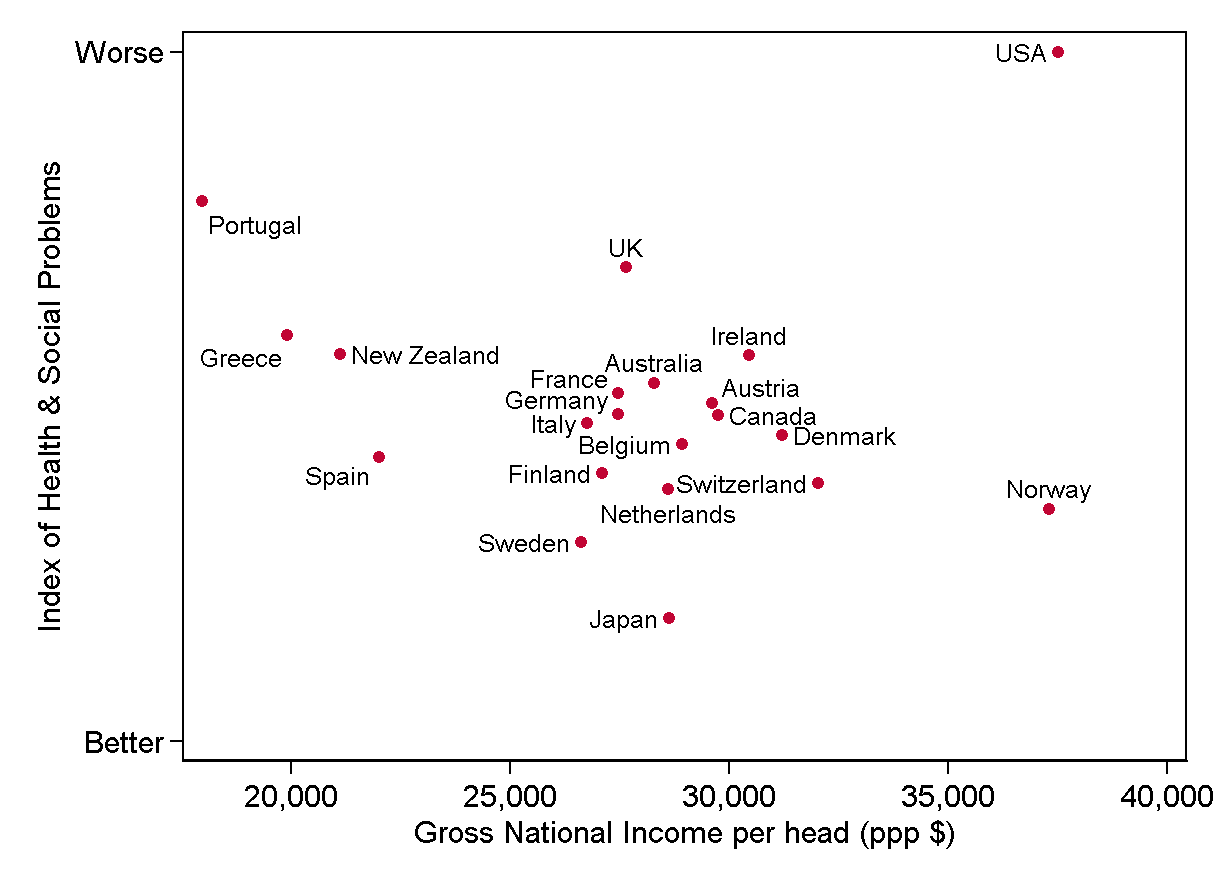 Worse
USA
Index of Health & Social Problems
Portugal
UK
Ireland
Greece
New Zealand
Australia
France
Austria
Germany
Canada
Italy
Denmark
Belgium
Spain
Finland
Switzerland
Norway
Netherlands
Sweden
Japan
Better
20,000
25,000
30,000
35,000
40,000
Gross National Income per head (ppp $)